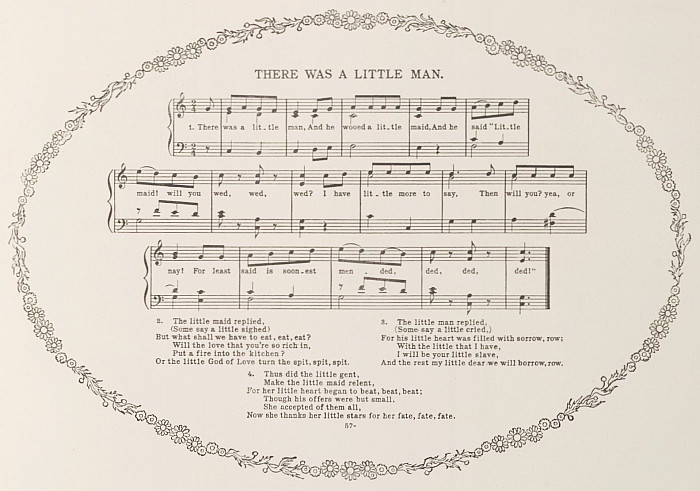 THERE WAS A LITTLE MAN.
1. There was a lit-tle man, And he wooed a lit-tle maid, And he said "Lit-tle
maid! will you wed, wed, wed? I have lit-tle more to say, Then will you? yea, or
nay! For least said is soon-est men-ded, ded, ded, ded!"
2. The little maid replied,
(Some say a little sighed)
But what shall we have to eat, eat, eat?
Will the love that you're so rich in,
Put a fire into the kitchen?
Or the little God of Love turn the spit, spit, spit.
3. The little man replied,
(Some say a little cried,)
For his little heart was filled with sorrow, row;
With the little that I have,
I will be your little slave,
And the rest my little dear we will borrow, row.
4. Thus did the little gent,
Make the little maid relent,
For her little heart began to beat, beat, beat;
Though his offers were but small,
She accepted of them all,
Now she thanks her little stars for her fate, fate, fate.
57-